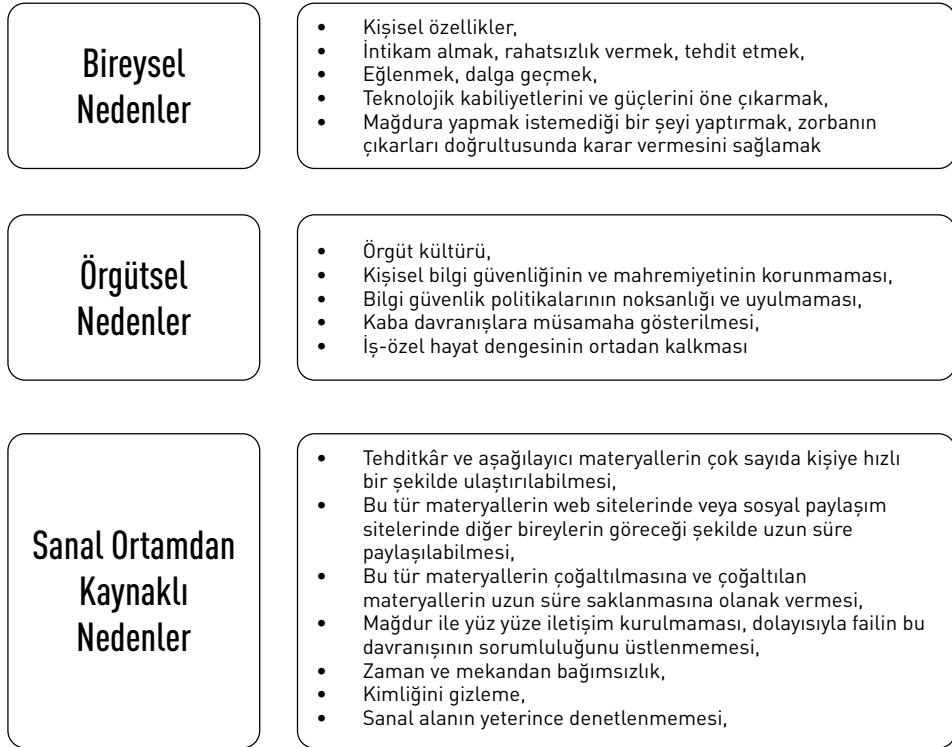 Bireysel
Nedenler
• Kişisel özellikler,
• İntikam almak, rahatsızlık vermek, tehdit etmek,
• Eğlenmek, dalga geçmek,
• Teknolojik kabiliyetlerini ve güçlerini öne çıkarmak,
• Mağdura yapmak istemediği bir şeyi yaptırmak, zorbanın
çıkarları doğrultusunda karar vermesini sağlamak
Örgütsel
Nedenler
• Örgüt kültürü,
• Kişisel bilgi güvenliğinin ve mahremiyetinin korunmaması,
• Bilgi güvenlik politikalarının noksanlığı ve uyulmaması,
• Kaba davranışlara müsamaha gösterilmesi,
• İş-özel hayat dengesinin ortadan kalkması
Sanal Ortamdan
Kaynaklı
Nedenler
• Tehditkâr ve aşağılayıcı materyallerin çok sayıda kişiye hızlı
bir şekilde ulaştırılabilmesi,
• Bu tür materyallerin web sitelerinde veya sosyal paylaşım
sitelerinde diğer bireylerin göreceği şekilde uzun süre
paylaşılabilmesi,
• Bu tür materyallerin çoğaltılmasına ve çoğaltılan
materyallerin uzun süre saklanmasına olanak vermesi,
• Mağdur ile yüz yüze iletişim kurulmaması, dolayısıyla failin bu
davranışının sorumluluğunu üstlenmemesi,
• Zaman ve mekandan bağımsızlık,
• Kimliğini gizleme,
• Sanal alanın yeterince denetlenmemesi,